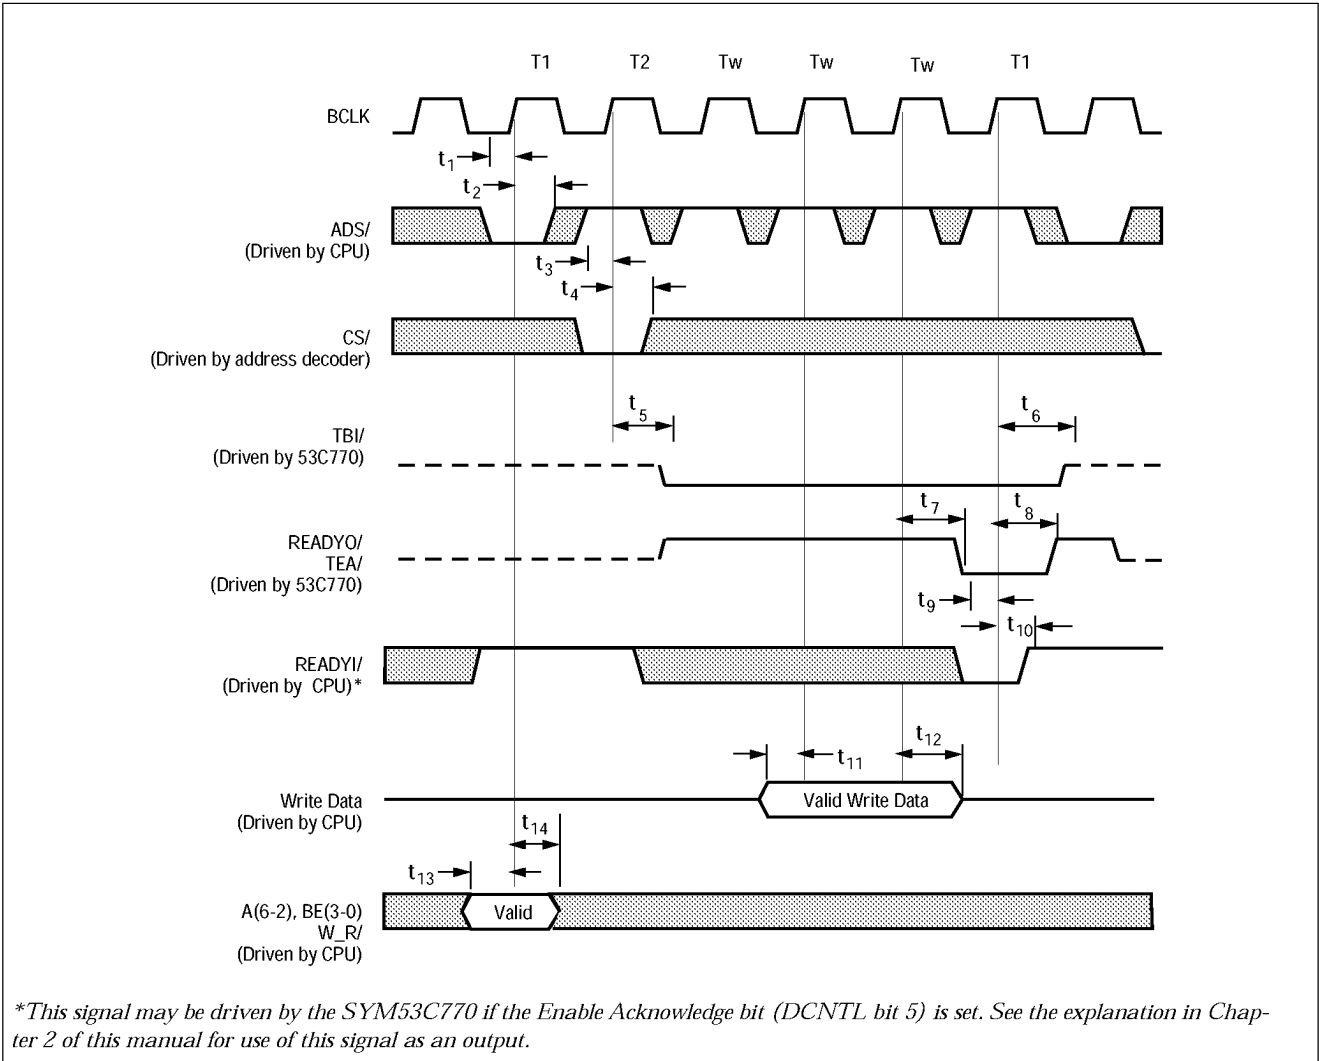 T1 T2 Tw Tw Tw T1
BCLK
t1
t2
ADS/
(Driven by CPU)
t3
t4
CS/
(Driven by address decoder)
t5
t6
TBI/
(Driven by 53C770)
t7
t8
READYO/
TEA/
(Driven by 53C770)
t9
t10
READYI/
(Driven by CPU)*
t12
t11
Write Data
(Driven by CPU)
Valid Write Data
t14
t13
A(6-2), BE(3-0)
W_R/
(Driven by CPU)
Valid
*This signal may be driven by the SYM53C770 if the Enable Acknowledge bit (DCNTL bit 5) is set. See the explanation in Chap-
ter 2 of this manual for use of this signal as an output.